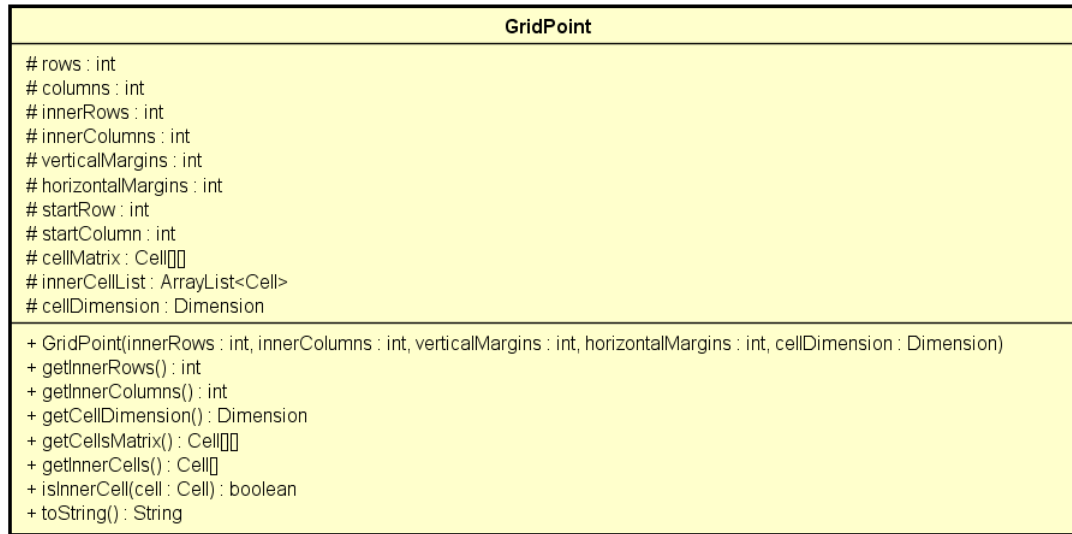 GridPoint
# rows : int
# columns : int
# innerRows : int
# innerColumns : int
# verticalMargins : int
# horizontalMargins : int
# startRow : int
# startColumn : int
# cellMatrix : Cell[][]
# innerCellList : ArrayList<Cell>
# cellDimension : Dimension
+ GridPoint(innerRows : int, innerColumns : int, verticalMargins : int, horizontalMargins : int, cellDimension : Dimension)
+ getInnerRows() : int
+ getInnerColumns() : int
+ getCellDimension() : Dimension
+ getCellsMatrix() : Cell[][]
+ getInnerCells() : Cell[]
+ isInnerCell(cell : Cell) : boolean
+ toString() : String